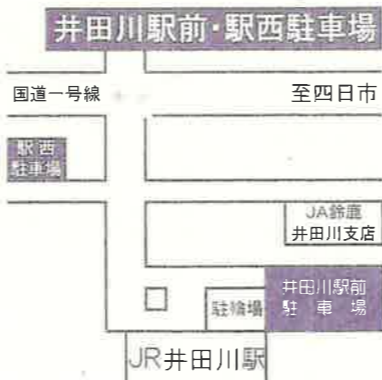 井田川駅前・駅西駐車場
国道一号線
至四日市
駅西
駐車場
JA鈴鹿
井田川支店
井田川駅前
駐車場
駐輪場
JR井田川駅